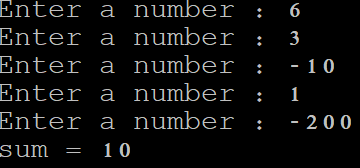 Enter a number : 6
Enter a number : 3
Enter a number : -10
Enter a number : 1
Enter a number : -200
sum = 10